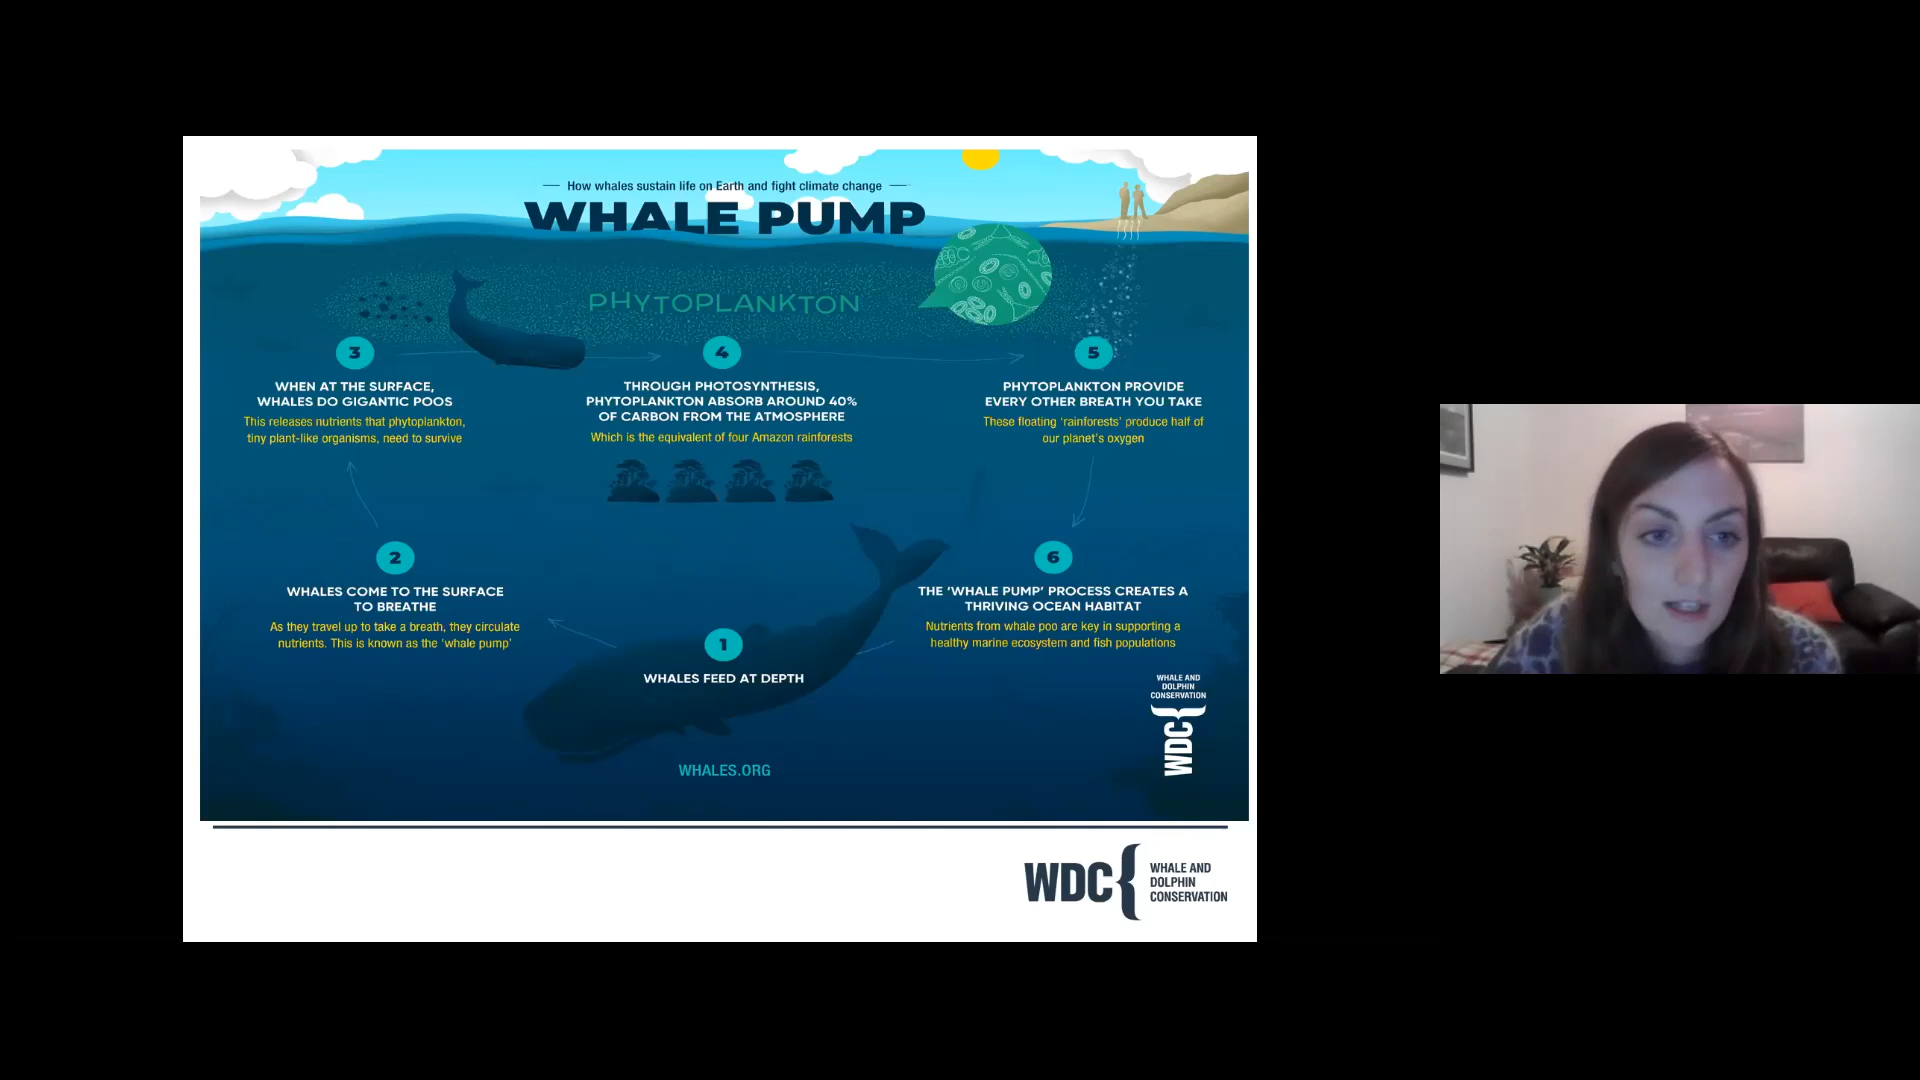 How whales sustain life on Earth and fight climate change
WHALE PUMP
PHYTOPLANKTON
3
WHEN AT THE SURFACE,
WHALES DO GIGANTIC POOS
This releases nutrients that phytoplankton,
tiny plant-like organisms, need to survive
4
THROUGH PHOTOSYNTHESIS,
PHYTOPLANKTON ABSORB AROUND 40%
OF CARBON FROM THE ATMOSPHERE
Which is the equivalent of four Amazon rainforests
5
PHYTOPLANKTON PROVIDE
EVERY OTHER BREATH YOU TAKE
These floating ‘rainforests’ produce half of
our planet’s oxygen
2
WHALES COME TO THE SURFACE
TO BREATHE
As they travel up to take a breath, they circulate
nutrients. This is known as the ‘whale pump’
1
WHALES FEED AT DEPTH
6
THE ‘WHALE PUMP’ PROCESS CREATES A
THRIVING OCEAN HABITAT
Nutrients from whale poo are key in supporting a
healthy marine ecosystem and fish populations
WHALE AND
DOLPHIN
CONSERVATION
WDC
WHALES.ORG
WDC
WHALE AND
DOLPHIN
CONSERVATION